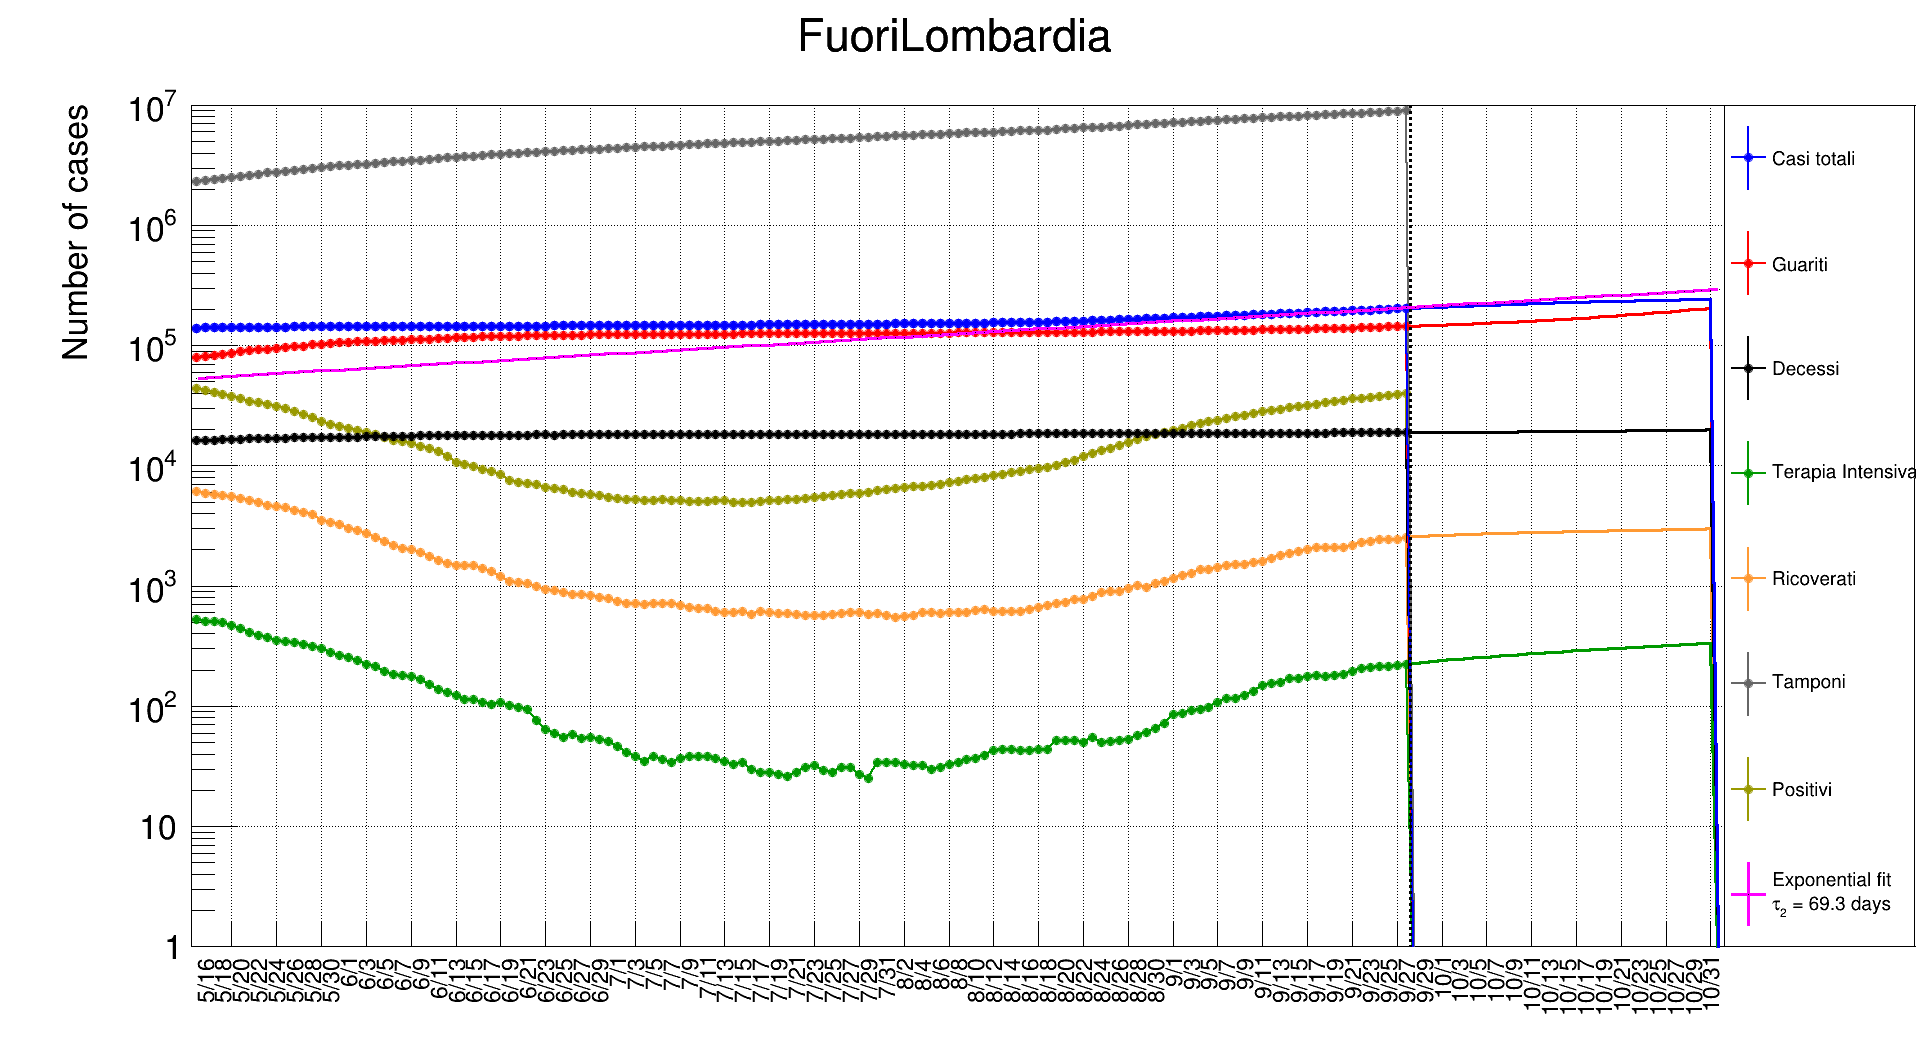 FuoriLombardia
Number of cases
10^7
10^6
10^5
10^4
10^3
10^2
10
1
5/16 5/18 5/20 5/22 5/24 5/26 5/28 5/30 6/1 6/3 6/5 6/7 6/9 6/11 6/13 6/15 6/17 6/19 6/21 6/23 6/25 6/27 6/29 7/1 7/3 7/5 7/7 7/9 7/11 7/13 7/15 7/17 7/19 7/21 7/23 7/25 7/27 7/29 7/31 8/2 8/4 8/6 8/8 8/10 8/12 8/14 8/16 8/18 8/20 8/22 8/24 8/26 8/28 8/30 9/1 9/3 9/5 9/7 9/9 9/11 9/13 9/15 9/17 9/19 9/21 9/23 9/25 9/27 9/29 10/1 10/3 10/5 10/7 10/9 10/11 10/13 10/15 10/17 10/19 10/21 10/23 10/25 10/27 10/29 10/31
Casi totali
Guariti
Decessi
Terapia Intensiva
Ricoverati
Tamponi
Positivi
Exponential fit
τ₂ = 69.3 days